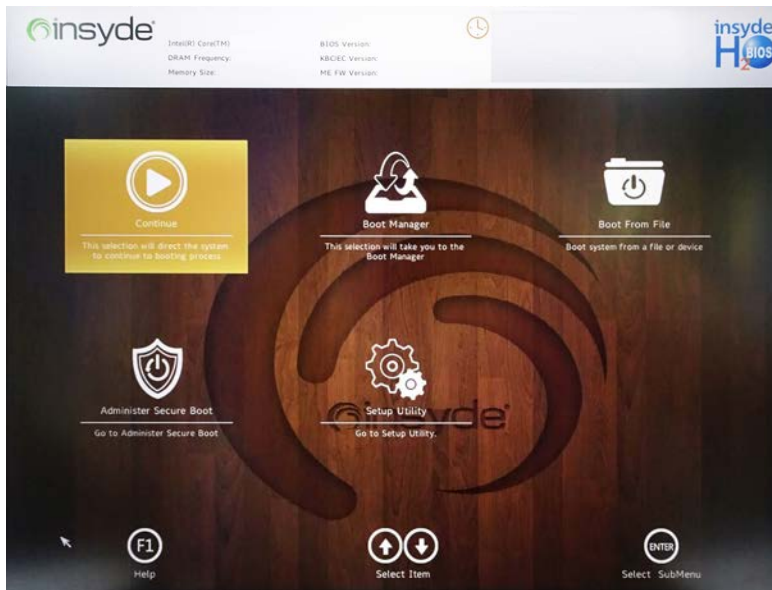 insyde
Intel(R) Core(TM)
DRAM Frequency:
Memory Size:
BIOS Version:
KBC/EC Version:
ME FW Version:
insyde
H2O
BIOS
Continue
This selection will direct the system
to continue to booting process
Boot Manager
This selection will take you to the
Boot Manager
Boot From File
Boot system from a file or device
Administer Secure Boot
Go to Administer Secure Boot
Setup Utility
Go to Setup Utility.
insyde
F1
Help
Select Item
ENTER
Select SubMenu